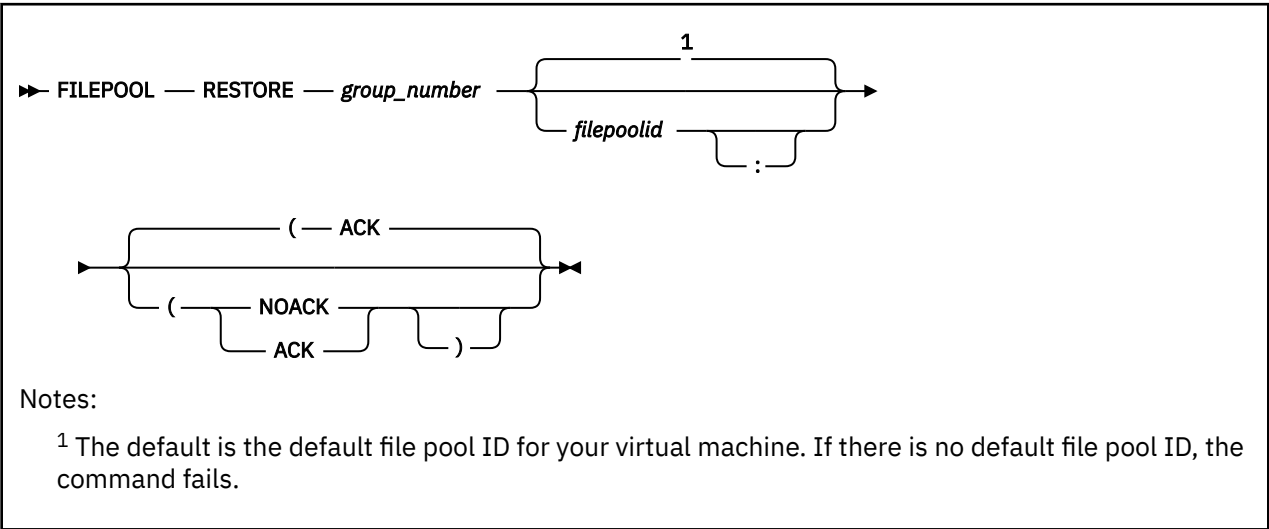 1
FILEPOOL RESTORE group_number
filepoolid
:
( ACK
( NOACK
ACK )
Notes:
1 The default is the default file pool ID for your virtual machine. If there is no default file pool ID, the
command fails.